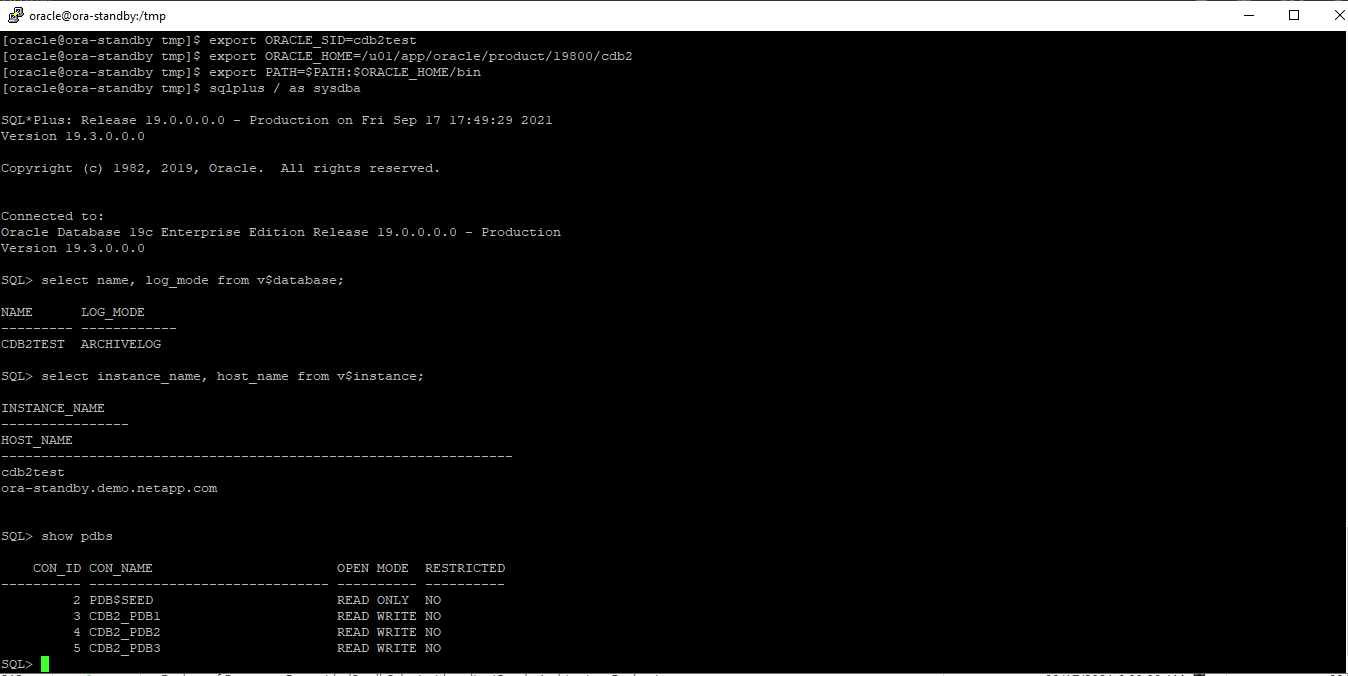 oracle@ora-standby:/tmp
[oracle@ora-standby tmp]$ export ORACLE_SID=cdb2test
[oracle@ora-standby tmp]$ export ORACLE_HOME=/u01/app/oracle/product/19800/cdb2
[oracle@ora-standby tmp]$ export PATH=$PATH:$ORACLE_HOME/bin
[oracle@ora-standby tmp]$ sqlplus / as sysdba
SQL*Plus: Release 19.0.0.0.0 - Production on Fri Sep 17 17:49:29 2021
Version 19.3.0.0.0
Copyright (c) 1982, 2019, Oracle.  All rights reserved.
Connected to:
Oracle Database 19c Enterprise Edition Release 19.0.0.0.0 - Production
Version 19.3.0.0.0
SQL> select name, log_mode from v$database;
NAME      LOG_MODE
--------- ------------
CDB2TEST  ARCHIVELOG
SQL> select instance_name, host_name from v$instance;
INSTANCE_NAME
----------------
HOST_NAME
----------------------------------------------------------------
cdb2test
ora-standby.demo.netapp.com
SQL> show pdbs
    CON_ID CON_NAME                       OPEN MODE  RESTRICTED
---------- ------------------------------ ---------- ----------
         2 PDB$SEED                       READ ONLY  NO
         3 CDB2_PDB1                      READ WRITE NO
         4 CDB2_PDB2                      READ WRITE NO
         5 CDB2_PDB3                      READ WRITE NO
SQL>